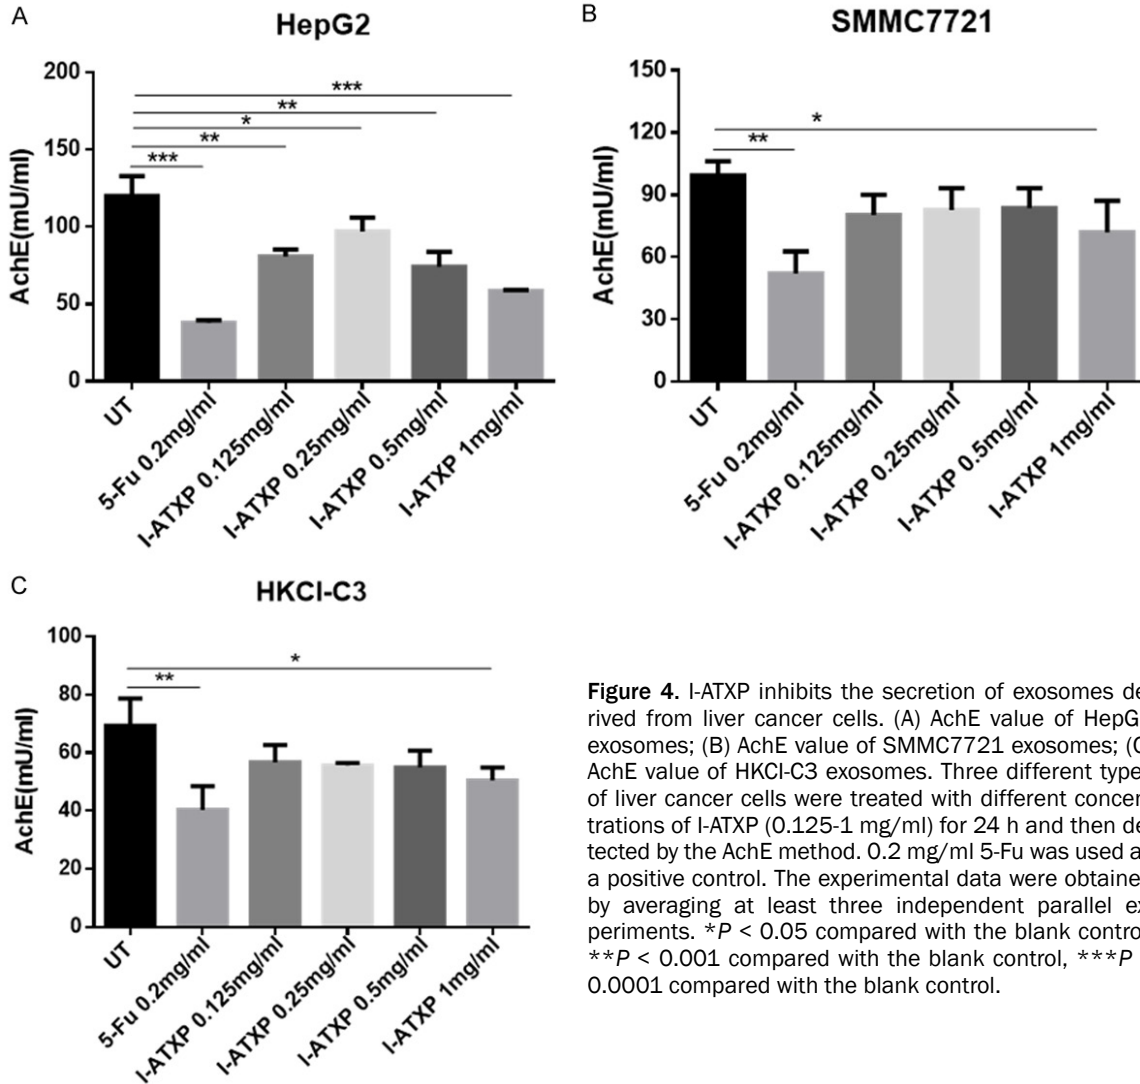 A
HepG2
AchE(mU/ml)
200
150
100
50
0
***
**
*
**
***
UT
5-Fu 0.2mg/ml
I-ATXP 0.125mg/ml
I-ATXP 0.25mg/ml
I-ATXP 0.5mg/ml
I-ATXP 1mg/ml
B
SMMC7721
AchE(mU/ml)
150
120
90
60
30
0
*
**
UT
5-Fu 0.2mg/ml
I-ATXP 0.125mg/ml
I-ATXP 0.25mg/ml
I-ATXP 0.5mg/ml
I-ATXP 1mg/ml
C
HKCI-C3
AchE(mU/ml)
100
80
60
40
20
0
*
**
UT
5-Fu 0.2mg/ml
I-ATXP 0.125mg/ml
I-ATXP 0.25mg/ml
I-ATXP 0.5mg/ml
I-ATXP 1mg/ml
Figure 4. I-ATXP inhibits the secretion of exosomes de
rived from liver cancer cells. (A) AchE value of HepG
exosomes; (B) AchE value of SMMC7721 exosomes; (C
AchE value of HKCI-C3 exosomes. Three different type
of liver cancer cells were treated with different concen
trations of I-ATXP (0.125-1 mg/ml) for 24 h and then de
tected by the AchE method. 0.2 mg/ml 5-Fu was used a
a positive control. The experimental data were obtaine
by averaging at least three independent parallel ex
periments. *P < 0.05 compared with the blank control
**P < 0.001 compared with the blank control, ***P
0.0001 compared with the blank control.